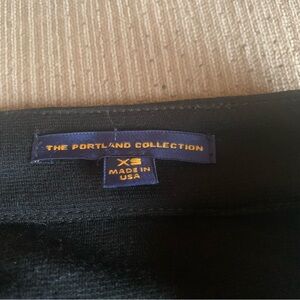 THE PORTLAND COLLECTION
XS
MADE IN
USA